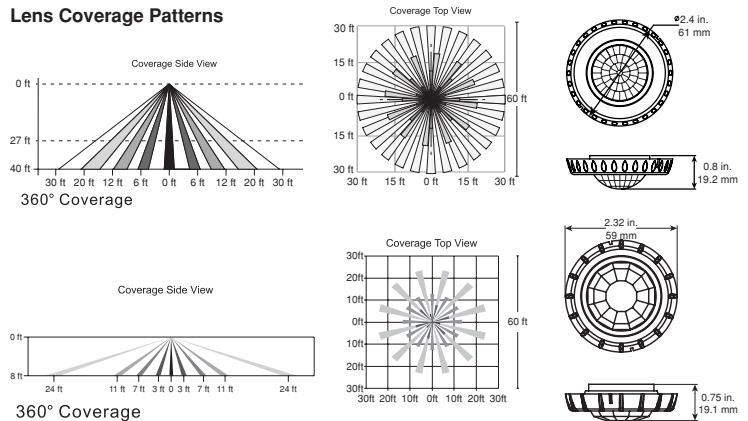 Lens Coverage Patterns
Coverage Side View
0 ft
27 ft
40 ft
30 ft 20 ft 12 ft 6 ft 0 ft 6 ft 12 ft 20 ft 30 ft
360° Coverage
Coverage Top View
30 ft
15 ft
0 ft
15 ft
30 ft
30 ft 15 ft 0 ft 15 ft 30 ft
60 ft
ø2.4 in.
61 mm
0.8 in.
19.2 mm
Coverage Side View
0 ft
8 ft
24 ft 11 ft 7 ft 3 ft 0 3 ft 7 ft 11 ft 24 ft
360° Coverage
Coverage Top View
30ft
20ft
10ft
0ft
10ft
20ft
30ft
30ft 20ft 10ft 0ft 10ft 20ft 30ft
60 ft
2.32 in.
59 mm
0.75 in.
19.1 mm